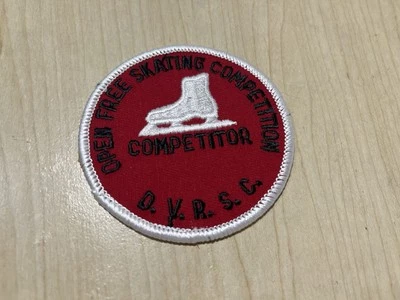 OPEN FREE SKATING COMPETITION
COMPETITOR
D. V. R. S. C.